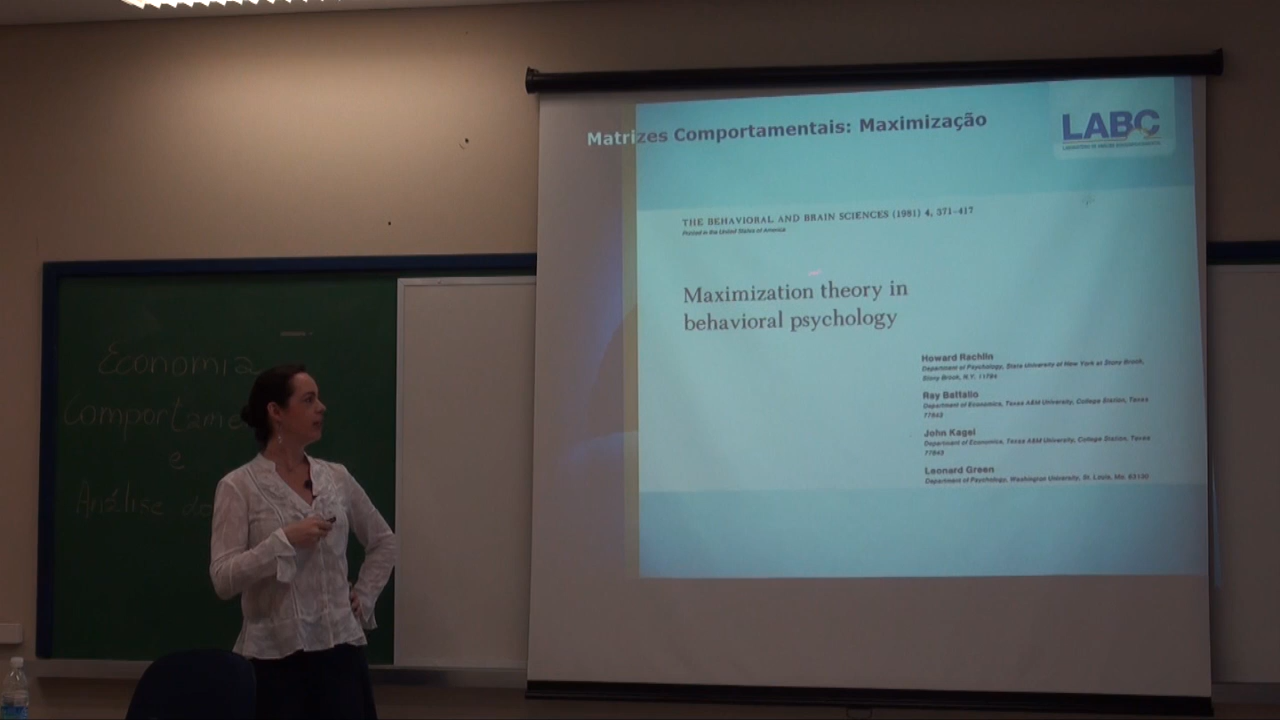 Matrizes Comportamentais: Maximização
LABC
THE BEHAVIORAL AND BRAIN SCIENCES (1981) 4, 371–417
Printed in the United States of America
Maximization theory in
behavioral psychology
Howard Rachlin
Department of Psychology, State University of New York at Stony Brook,
Stony Brook, N.Y. 11794
Ray Battalio
Department of Economics, Texas A&M University, College Station, Texas
77843
John Kagel
Department of Economics, Texas A&M University, College Station, Texas
77843
Leonard Green
Department of Psychology, Washington University, St. Louis, Mo. 63130
Economia
Comportame
e
Análise do